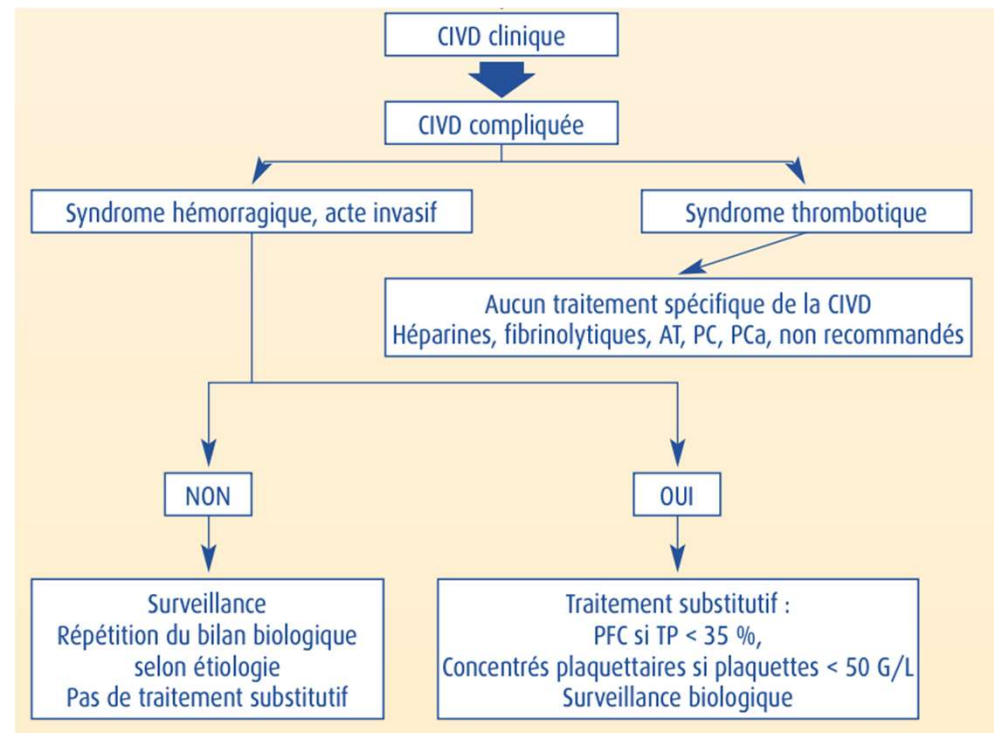 CIVD clinique
CIVD compliquée
Syndrome hémorragique, acte invasif
Syndrome thrombotique
Aucun traitement spécifique de la CIVD
Héparines, fibrinolytiques, AT, PC, PCa, non recommandés
NON
OUI
Surveillance
Répétition du bilan biologique
selon étiologie
Pas de traitement substitutif
Traitement substitutif :
PFC si TP < 35 %,
Concentrés plaquettaires si plaquettes < 50 G/L
Surveillance biologique